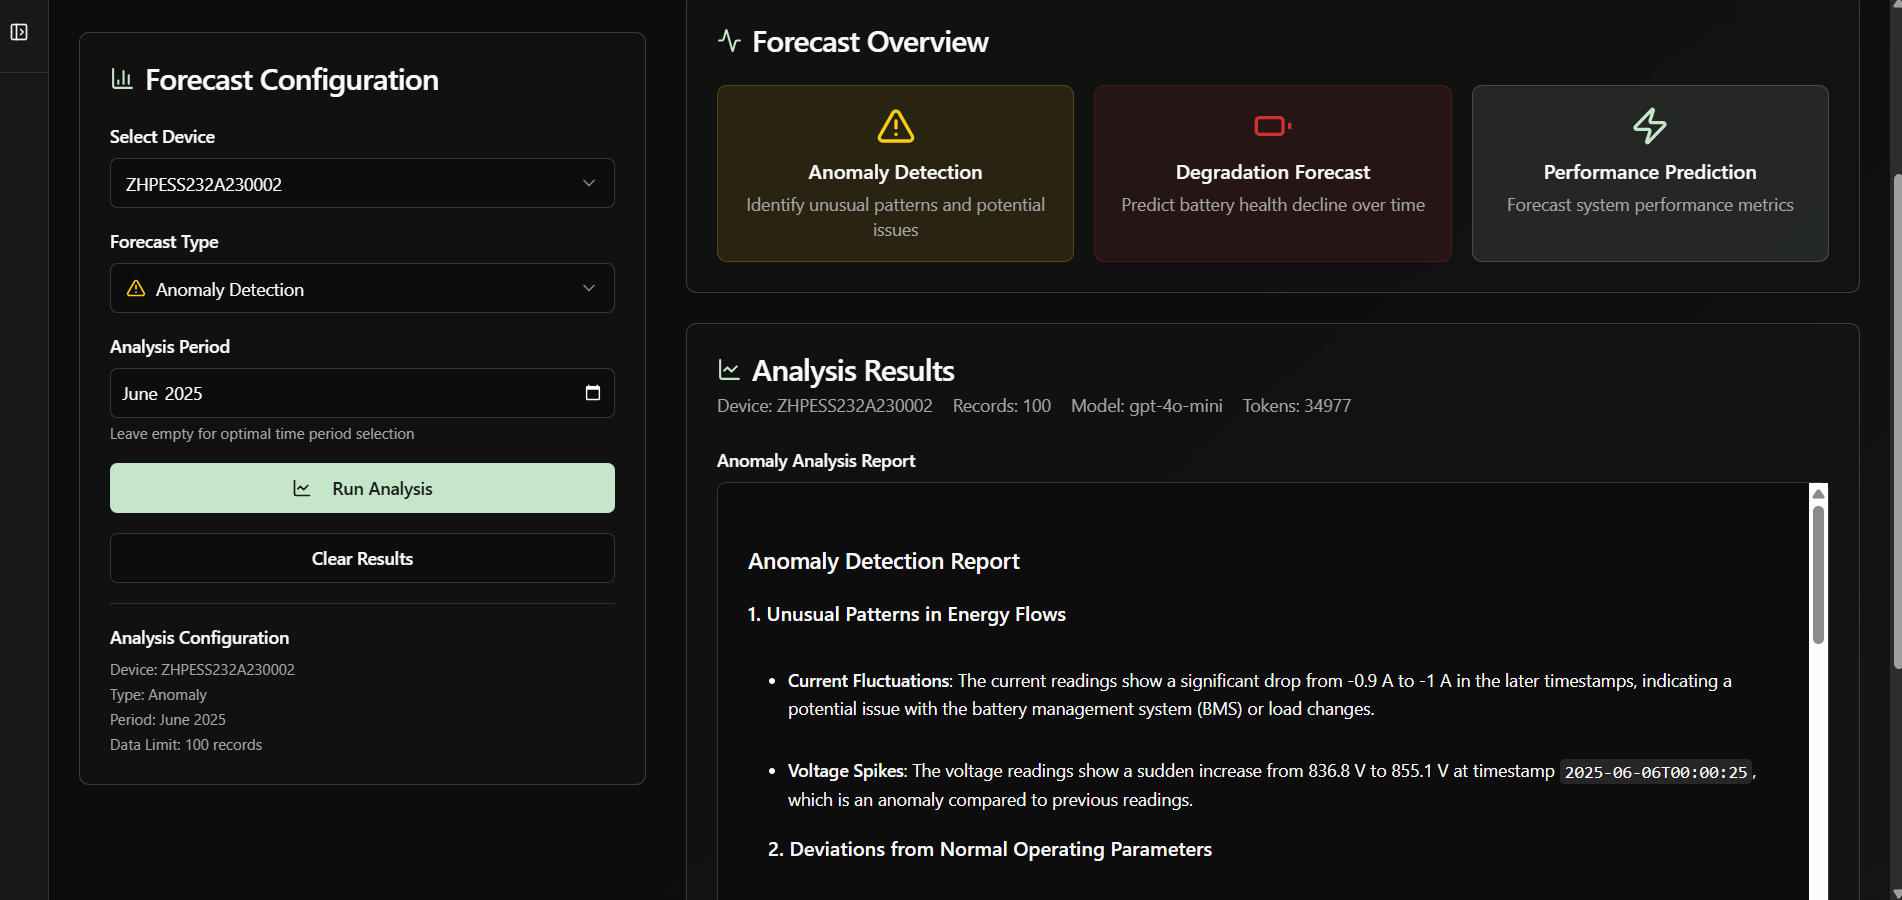 Forecast Configuration
Select Device
ZHPESS232A230002
Forecast Type
Anomaly Detection
Analysis Period
June 2025
Leave empty for optimal time period selection
Run Analysis
Clear Results
Analysis Configuration
Device: ZHPESS232A230002
Type: Anomaly
Period: June 2025
Data Limit: 100 records
Forecast Overview
Anomaly Detection
Identify unusual patterns and potential
issues
Degradation Forecast
Predict battery health decline over time
Performance Prediction
Forecast system performance metrics
Analysis Results
Device: ZHPESS232A230002 Records: 100 Model: gpt-4o-mini Tokens: 34977
Anomaly Analysis Report
Anomaly Detection Report
1. Unusual Patterns in Energy Flows
• Current Fluctuations: The current readings show a significant drop from -0.9 A to -1 A in the later timestamps, indicating a
potential issue with the battery management system (BMS) or load changes.
• Voltage Spikes: The voltage readings show a sudden increase from 836.8 V to 855.1 V at timestamp 2025-06-06T00:00:25,
which is an anomaly compared to previous readings.
2. Deviations from Normal Operating Parameters